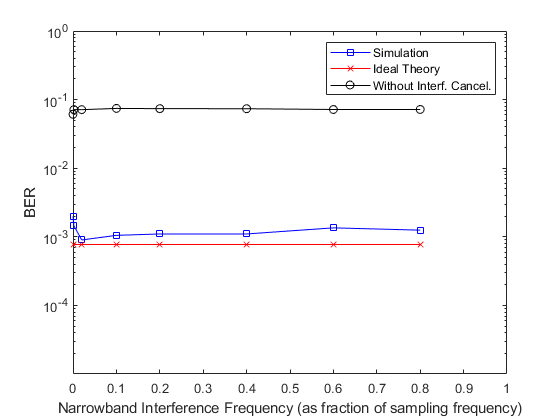 10^0
10^-1
10^-2
10^-3
10^-4
BER
Simulation
Ideal Theory
Without Interf. Cancel.
0 0.1 0.2 0.3 0.4 0.5 0.6 0.7 0.8 0.9 1
Narrowband Interference Frequency (as fraction of sampling frequency)